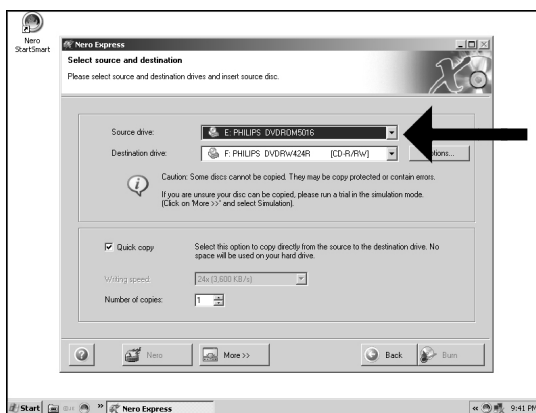 Nero
StartSmart
Nero Express
Select source and destination
Please select source and destination drives and insert source disc.
Source drive: E: PHILIPS DVDROM5016
Destination drive: F: PHILIPS DVDRW424R [CD-R/RW] tions...
Caution: Some discs cannot be copied. They may be copy protected or contain errors.
If you are unsure your disc can be copied, please run a trial in the simulation mode.
(Click on 'More >>' and select Simulation).
Quick copy Select this option to copy directly from the source to the destination drive. No
space will be used on your hard drive.
Writing speed: 24x (3,600 KB/s)
Number of copies: 1
Nero More >> Back Burn
Start » Nero Express « 9:41 PM